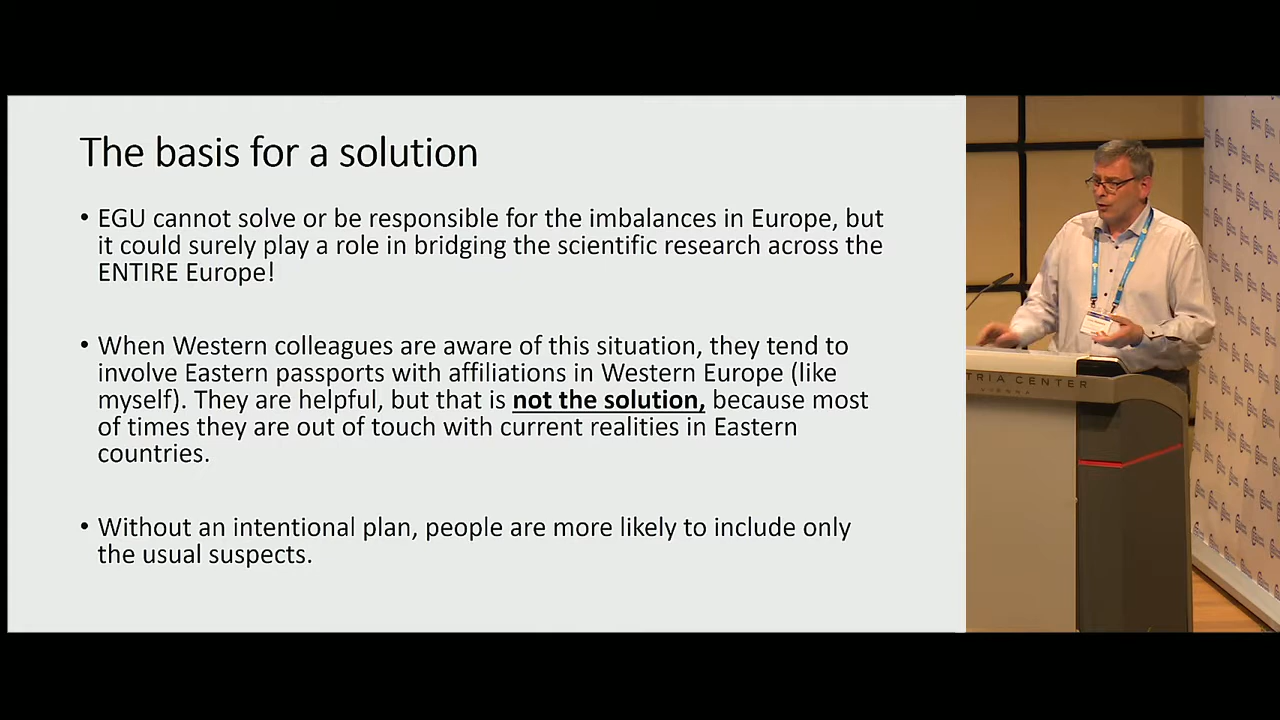 The basis for a solution
• EGU cannot solve or be responsible for the imbalances in Europe, but
it could surely play a role in bridging the scientific research across the
ENTIRE Europe!
• When Western colleagues are aware of this situation, they tend to
involve Eastern passports with affiliations in Western Europe (like
myself). They are helpful, but that is not the solution, because most
of times they are out of touch with current realities in Eastern
countries.
• Without an intentional plan, people are more likely to include only
the usual suspects.
TRIA CENTER
VIENNA